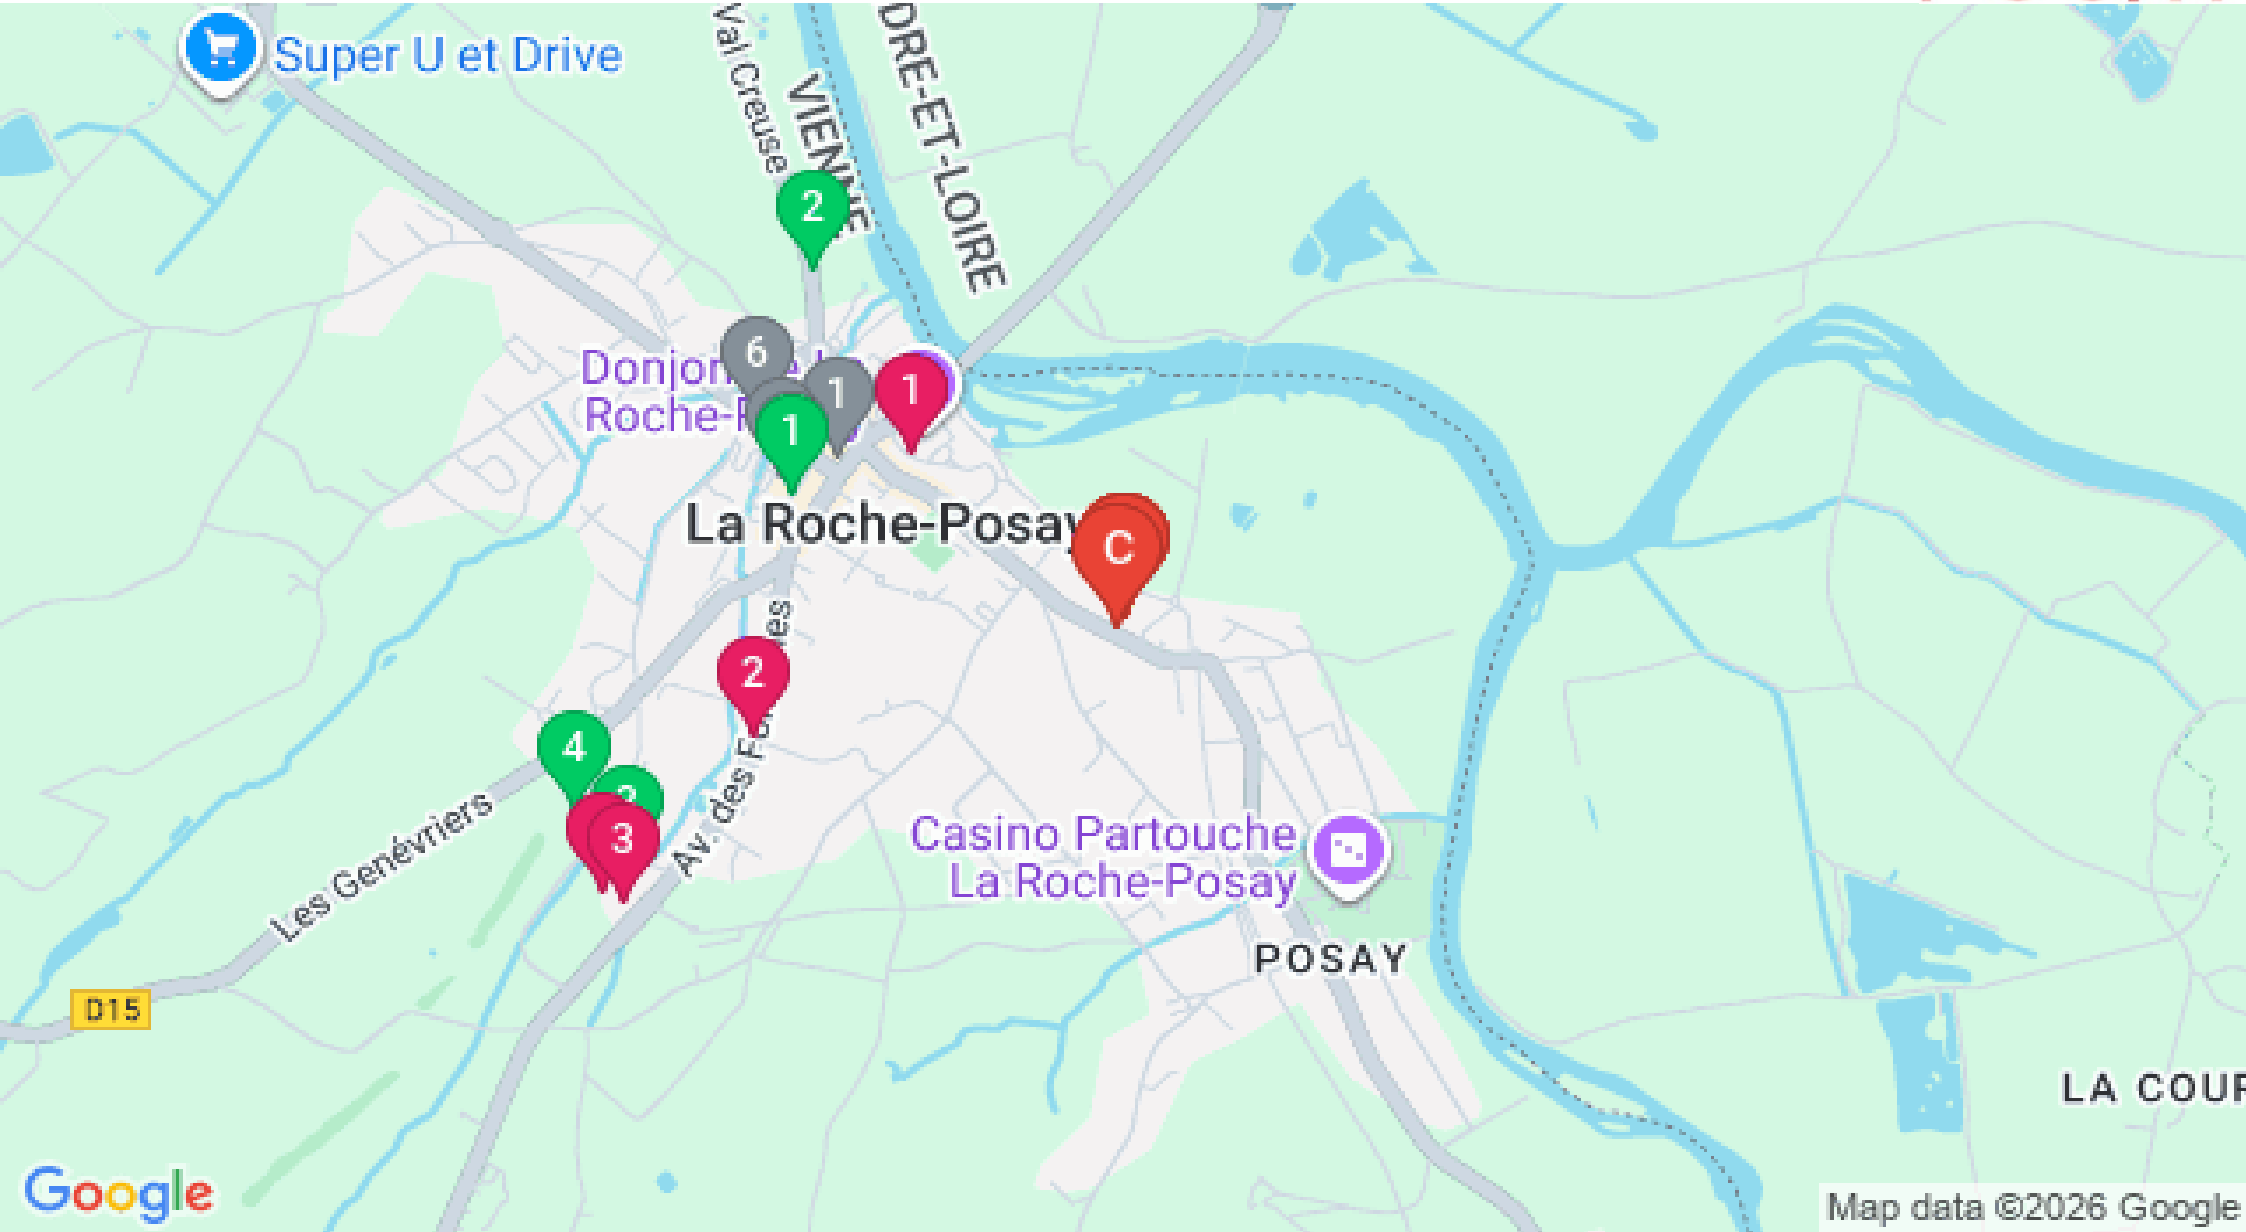 Super U et Drive
Val Creuse
VIENNE
DRE-ET-LOIRE
2
6
1
1
1
Donjon
Roche-P
La Roche-Posay
C
2
4
3
Av. des
Les Genévriers
Casino Partouche
La Roche-Posay
POSAY
D15
LA COUR
Google
Map data ©2026 Google